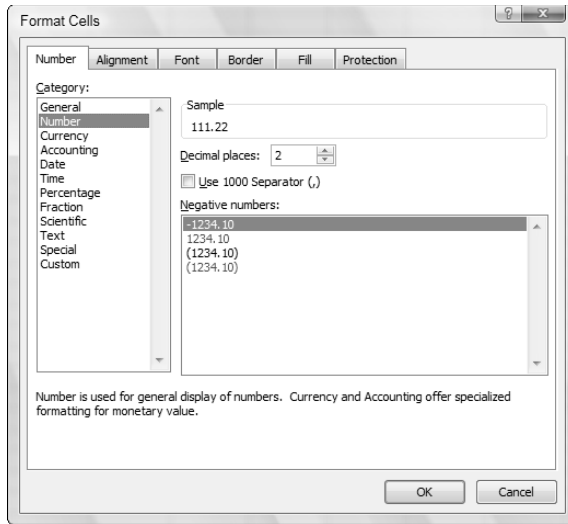 Format Cells
Number Alignment Font Border Fill Protection
Category:
General
Number
Currency
Accounting
Date
Time
Percentage
Fraction
Scientific
Text
Special
Custom
Sample
111.22
Decimal places: 2
Use 1000 Separator (,)
Negative numbers:
-1234.10
1234.10
(1234.10)
(1234.10)
Number is used for general display of numbers. Currency and Accounting offer specialized
formatting for monetary value.
OK Cancel